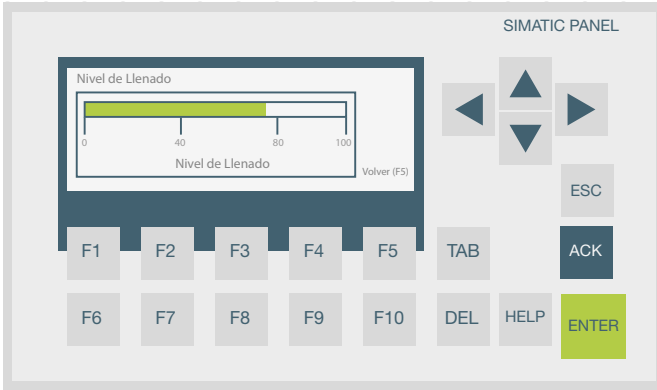 SIMATIC PANEL
Nivel de Llenado
0 40 80 100
Nivel de Llenado
Volver (F5)
ESC
F1 F2 F3 F4 F5 TAB ACK
F6 F7 F8 F9 F10 DEL HELP ENTER